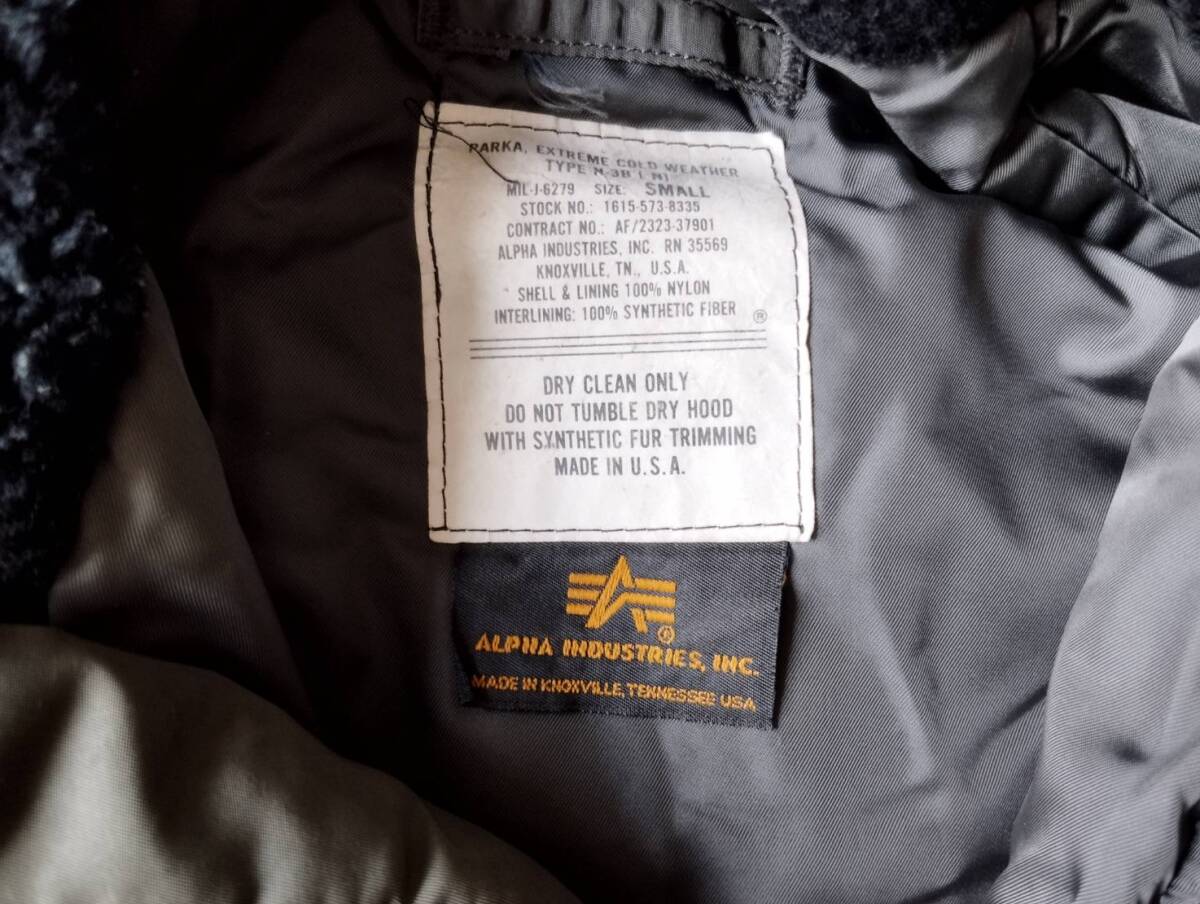 PARKA, EXTREME COLD WEATHER
TYPE N-3B ( N)
MIL-J-6279 SIZE: SMALL
STOCK NO.: 1615-573-8335
CONTRACT NO.: AF/2323-37901
ALPHA INDUSTRIES, INC. RN 35569
KNOXVILLE, TN., U.S.A.
SHELL & LINING 100% NYLON
INTERLINING: 100% SYNTHETIC FIBER ®
DRY CLEAN ONLY
DO NOT TUMBLE DRY HOOD
WITH SYNTHETIC FUR TRIMMING
MADE IN U.S.A.
®
ALPHA INDUSTRIES, INC.
MADE IN KNOXVILLE, TENNESSEE USA